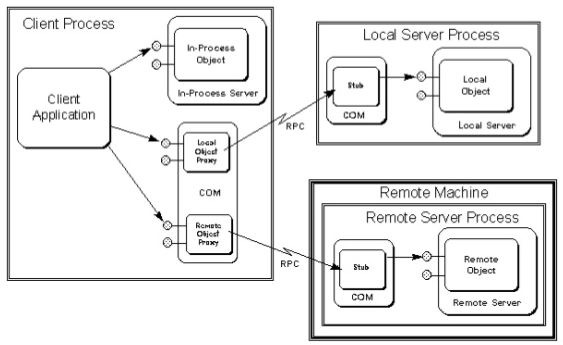 Client Process
In-Process
Object
In-Process Server
Client
Application
Local
Object
Proxy
COM
Remote
Object
Proxy
RPC
RPC
Local Server Process
Stub
COM
Local
Object
Local Server
Remote Machine
Remote Server Process
Stub
COM
Remote
Object
Remote Server